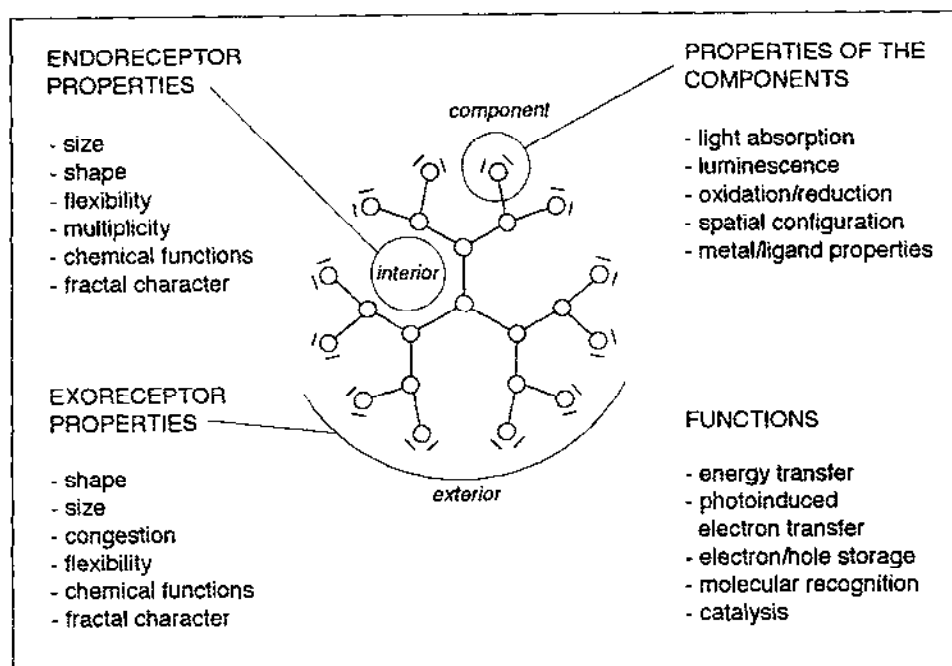 ENDORECEPTOR
PROPERTIES
- size
- shape
- flexibility
- multiplicity
- chemical functions
- fractal character
PROPERTIES OF THE
COMPONENTS
- light absorption
- luminescence
- oxidation/reduction
- spatial configuration
- metal/ligand properties
component
interior
EXORECEPTOR
PROPERTIES
- shape
- size
- congestion
- flexibility
- chemical functions
- fractal character
exterior
FUNCTIONS
- energy transfer
- photoinduced
electron transfer
- electron/hole storage
- molecular recognition
- catalysis